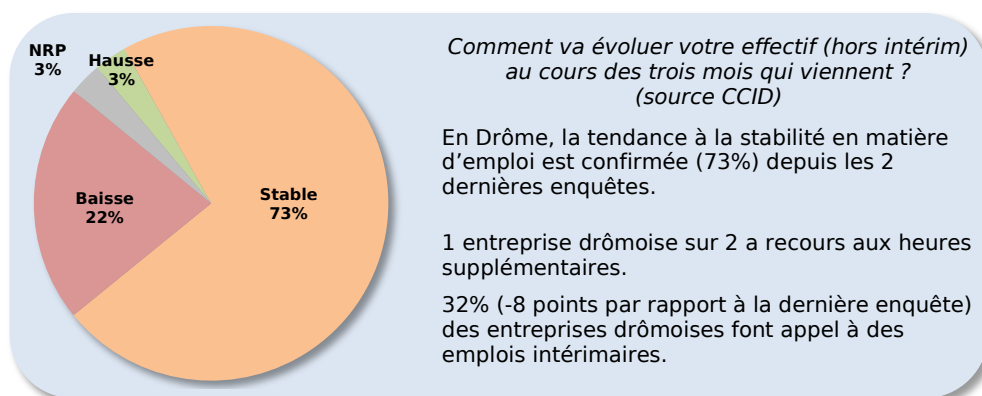 NRP
3%
Hausse
3%
Baisse
22%
Stable
73%
Comment va évoluer votre effectif (hors intérim)
au cours des trois mois qui viennent ?
(source CCID)
En Drôme, la tendance à la stabilité en matière
d’emploi est confirmée (73%) depuis les 2
dernières enquêtes.
1 entreprise drômoise sur 2 a recours aux heures
supplémentaires.
32% (-8 points par rapport à la dernière enquête)
des entreprises drômoises font appel à des
emplois intérimaires.